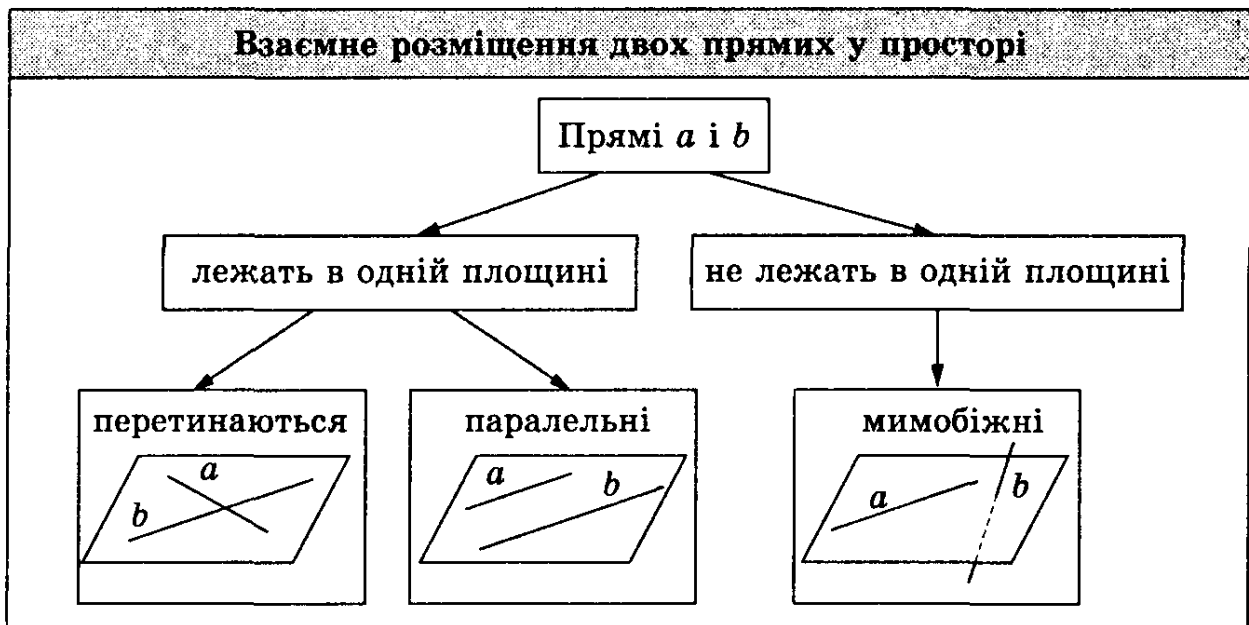 Взаємне розміщення двох прямих у просторі
Прямі a і b
лежать в одній площині
не лежать в одній площині
перетинаються
a
b
паралельні
a
b
мимобіжні
a
b